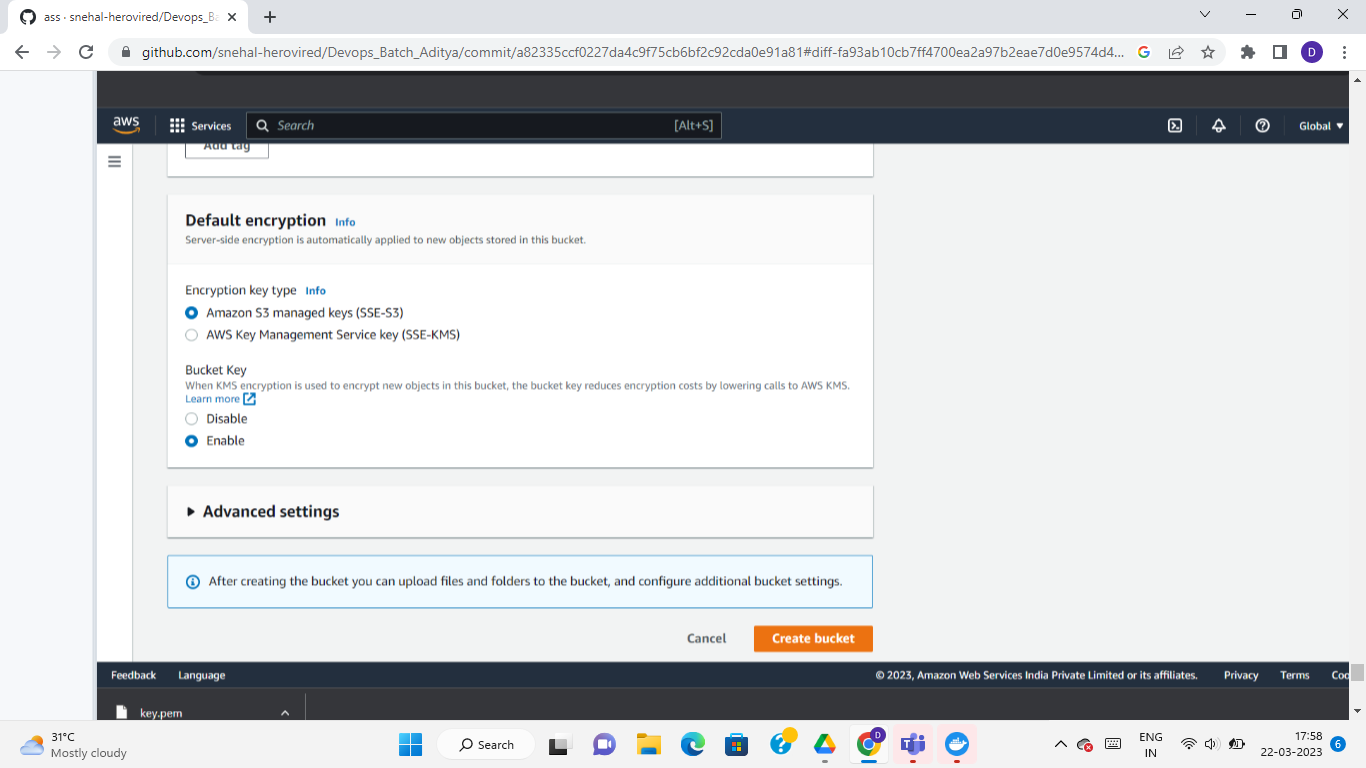 ass · snehal-herovired/Devops_Ba
github.com/snehal-herovired/Devops_Batch_Aditya/commit/a82335ccf0227da4c9f75cb6bf2c92cda0e91a81#diff-fa93ab10cb7ff4700ea2a97b2eae7d0e9574d4...
D
aws
Services
Search
[Alt+S]
Global
Add tag
Default encryption Info
Server-side encryption is automatically applied to new objects stored in this bucket.
Encryption key type Info
Amazon S3 managed keys (SSE-S3)
AWS Key Management Service key (SSE-KMS)
Bucket Key
When KMS encryption is used to encrypt new objects in this bucket, the bucket key reduces encryption costs by lowering calls to AWS KMS.
Learn more
Disable
Enable
Advanced settings
After creating the bucket you can upload files and folders to the bucket, and configure additional bucket settings.
Cancel
Create bucket
Feedback
Language
© 2023, Amazon Web Services India Private Limited or its affiliates.
Privacy
Terms
Coo
key.pem
31°C
Mostly cloudy
Search
D
ENG
IN
17:58
22-03-2023
6